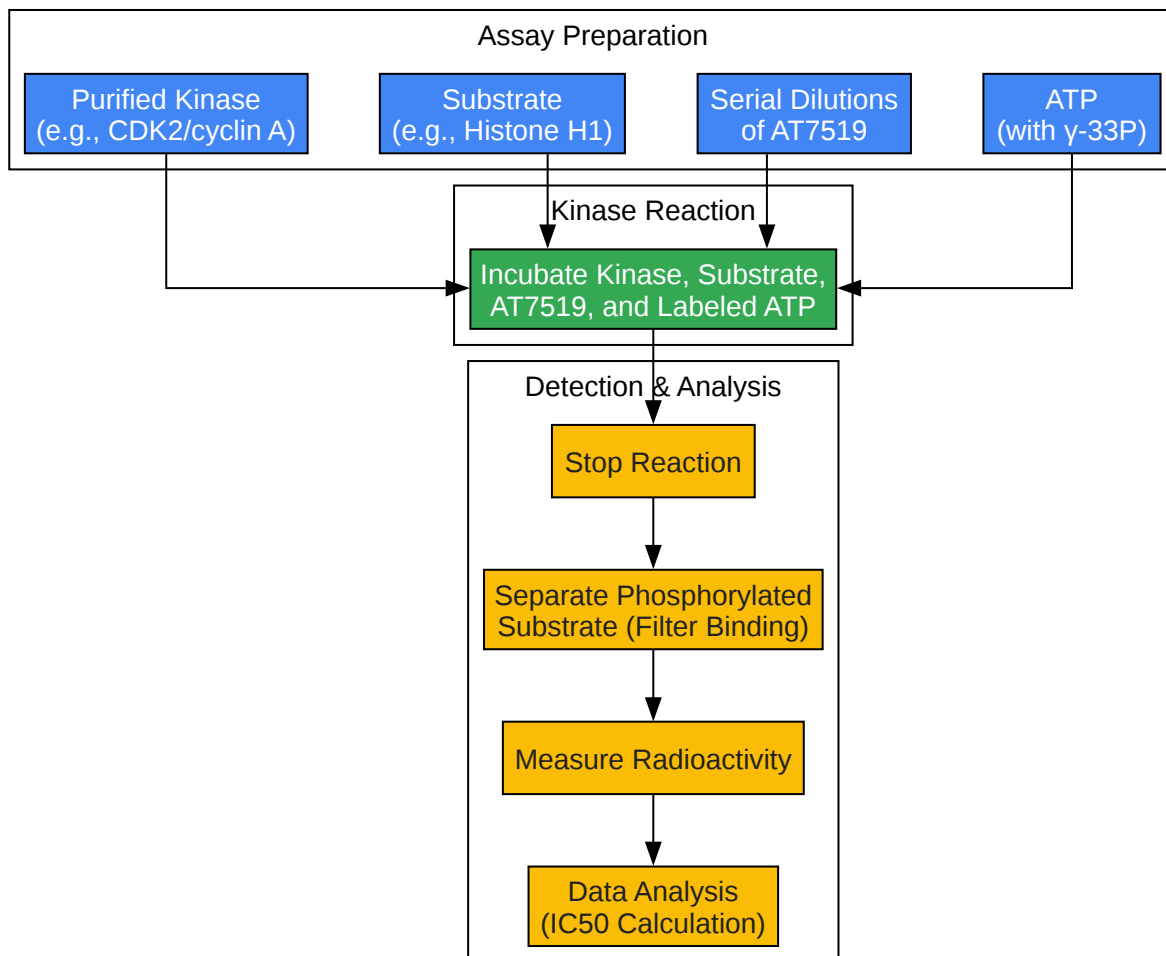 Assay Preparation
Purified Kinase
(e.g., CDK2/cyclin A)
Substrate
(e.g., Histone H1)
Serial Dilutions
of AT7519
ATP
(with γ-33P)
Kinase Reaction
Incubate Kinase, Substrate,
AT7519, and Labeled ATP
Detection & Analysis
Stop Reaction
Separate Phosphorylated
Substrate (Filter Binding)
Measure Radioactivity
Data Analysis
(IC50 Calculation)